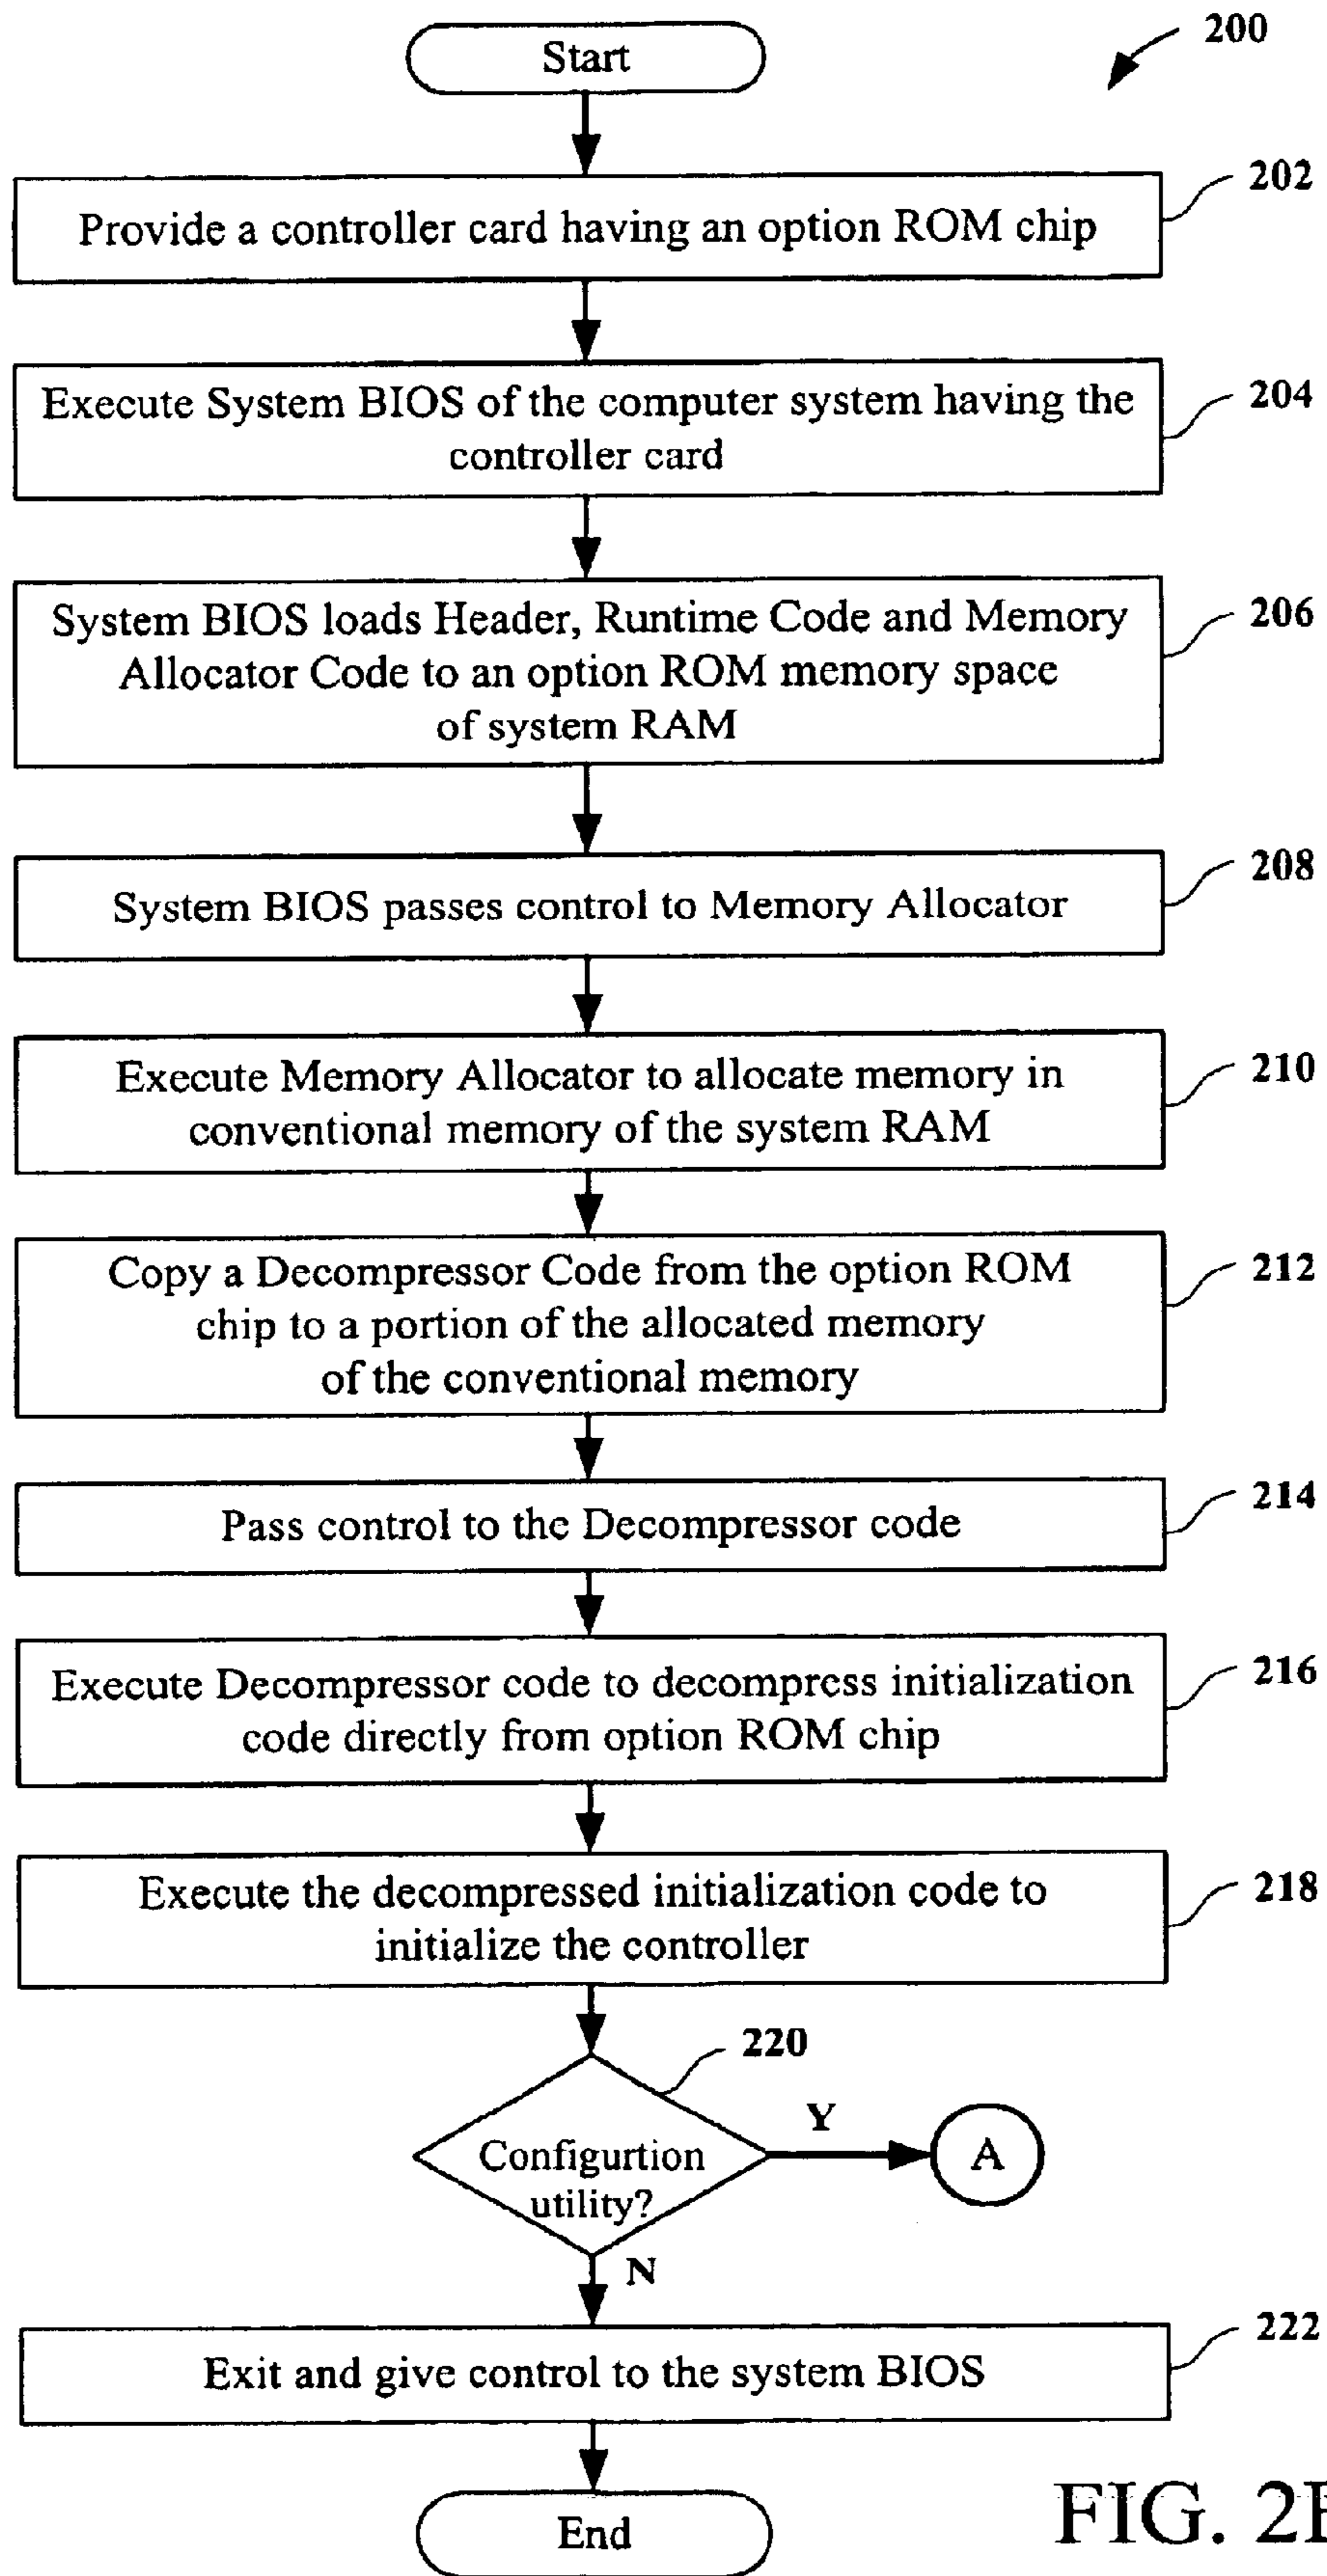 200
Start
202
Provide a controller card having an option ROM chip
204
Execute System BIOS of the computer system having the
controller card
206
System BIOS loads Header, Runtime Code and Memory
Allocator Code to an option ROM memory space
of system RAM
208
System BIOS passes control to Memory Allocator
210
Execute Memory Allocator to allocate memory in
conventional memory of the system RAM
212
Copy a Decompressor Code from the option ROM
chip to a portion of the allocated memory
of the conventional memory
214
Pass control to the Decompressor code
216
Execute Decompressor code to decompress initialization
code directly from option ROM chip
218
Execute the decompressed initialization code to
initialize the controller
220
Configurtion
utility?
Y
A
N
222
Exit and give control to the system BIOS
End
FIG.